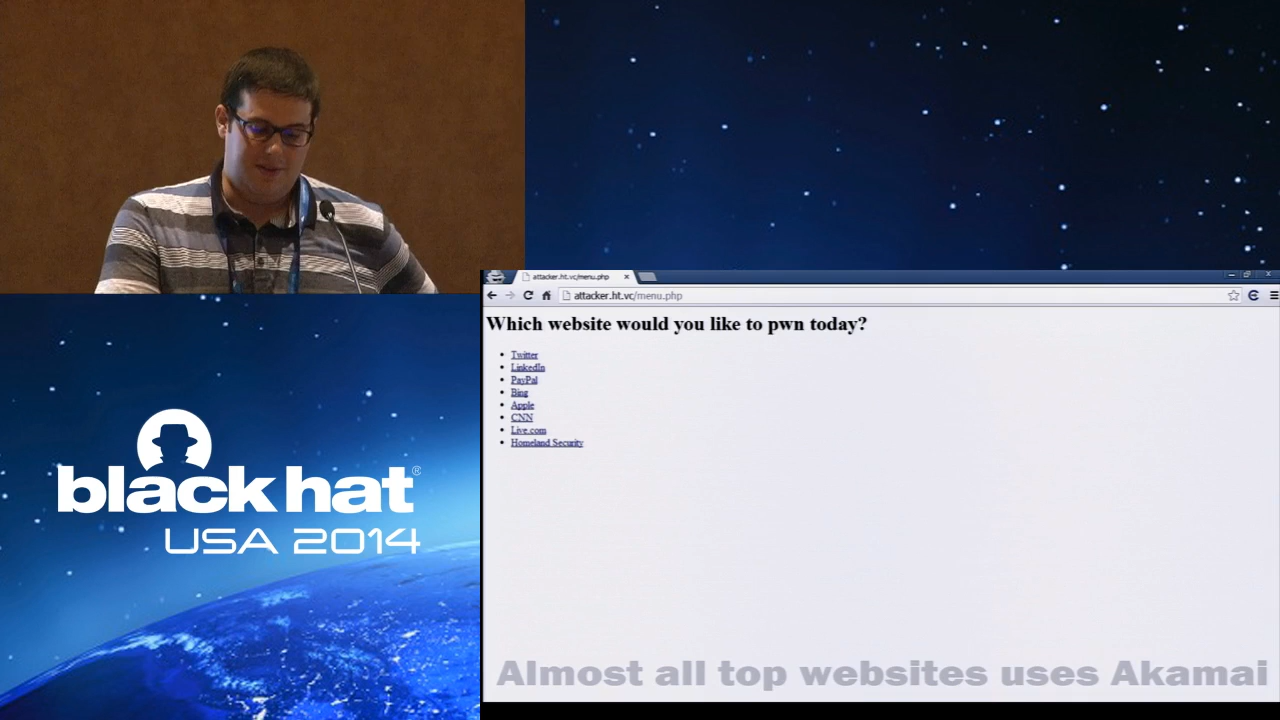 attacker.ht.vc/menu.php
attacker.ht.vc/menu.php
Which website would you like to pwn today?
Twitter
LinkedIn
PayPal
Bing
Apple
CNN
Live.com
Homeland Security
black hat®
USA 2014
Almost all top websites uses Akamai